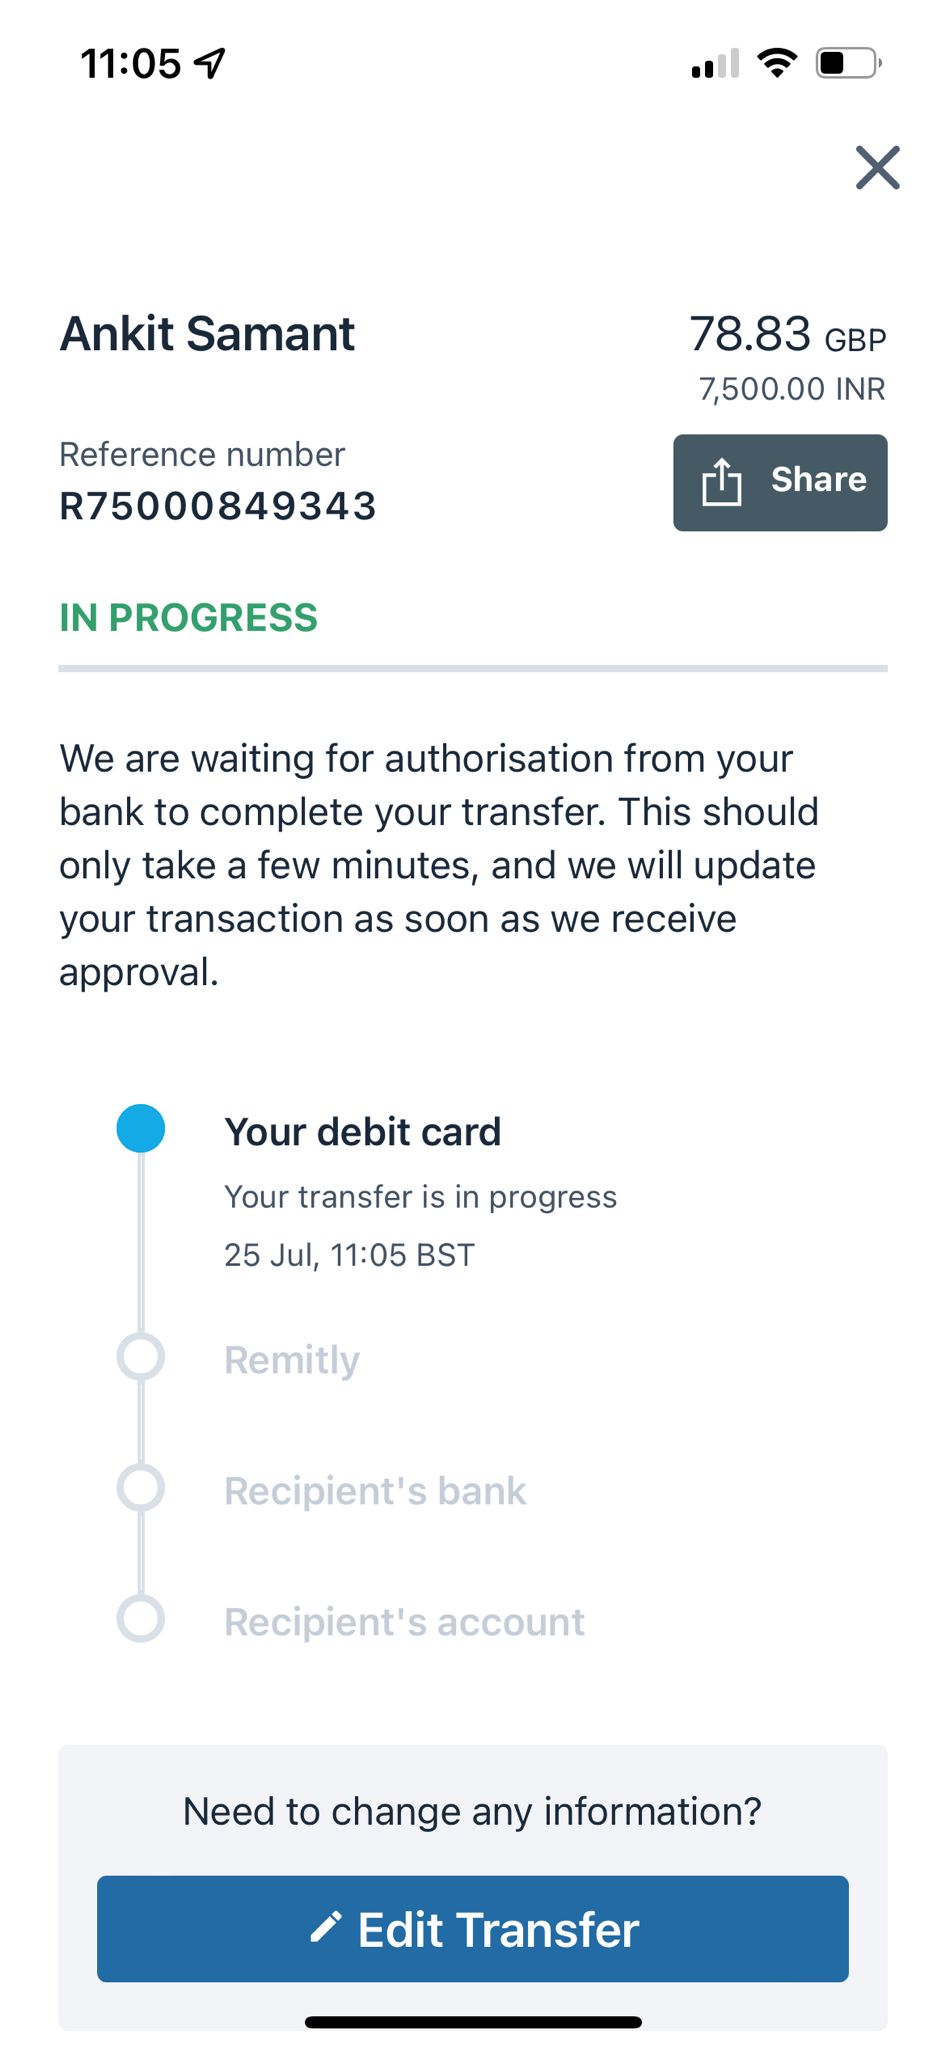 11:05
Ankit Samant
78.83 GBP
7,500.00 INR
Reference number
R75000849343
Share
IN PROGRESS
We are waiting for authorisation from your
bank to complete your transfer. This should
only take a few minutes, and we will update
your transaction as soon as we receive
approval.
Your debit card
Your transfer is in progress
25 Jul, 11:05 BST
Remitly
Recipient's bank
Recipient's account
Need to change any information?
Edit Transfer